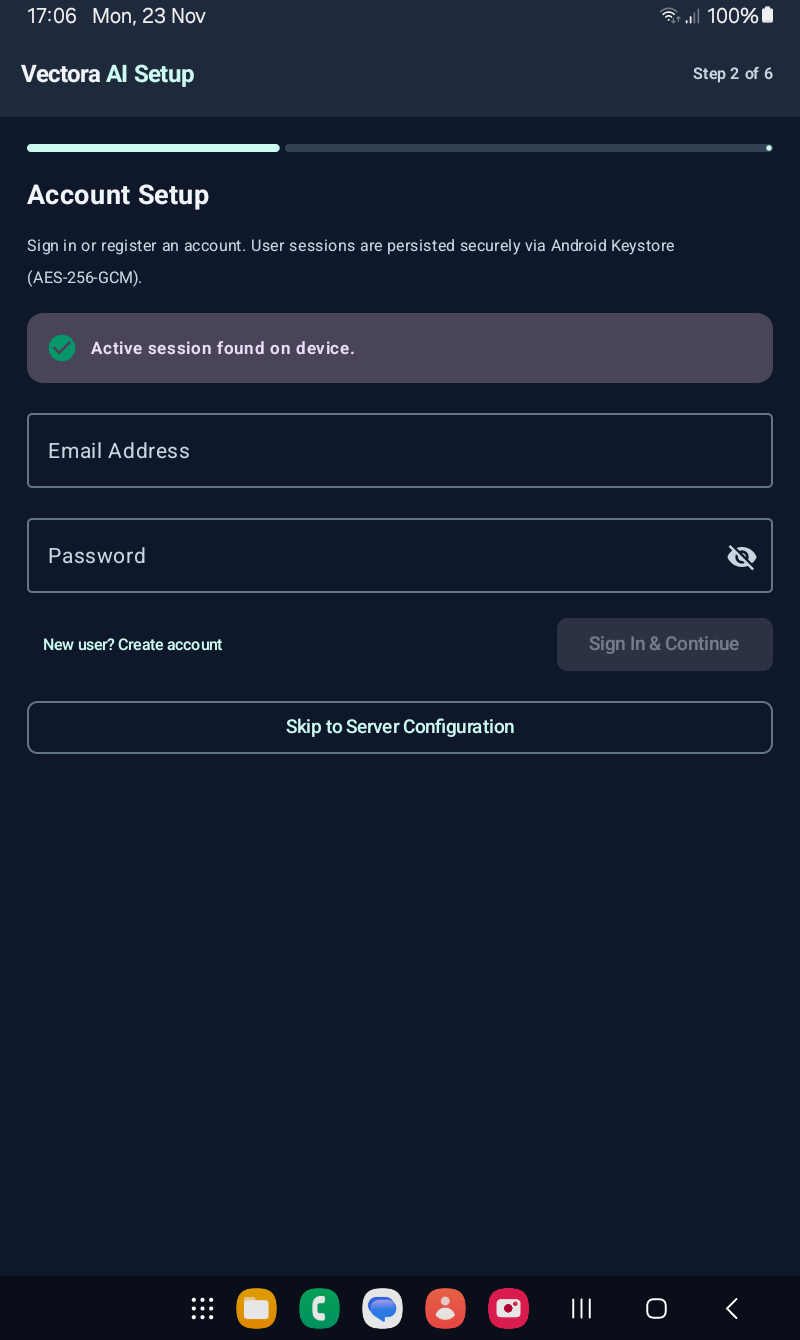 17:06 Mon, 23 Nov 100%
Vectora AI Setup Step 2 of 6
Account Setup
Sign in or register an account. User sessions are persisted securely via Android Keystore
(AES-256-GCM).
Active session found on device.
Email Address
Password
New user? Create account Sign In & Continue
Skip to Server Configuration